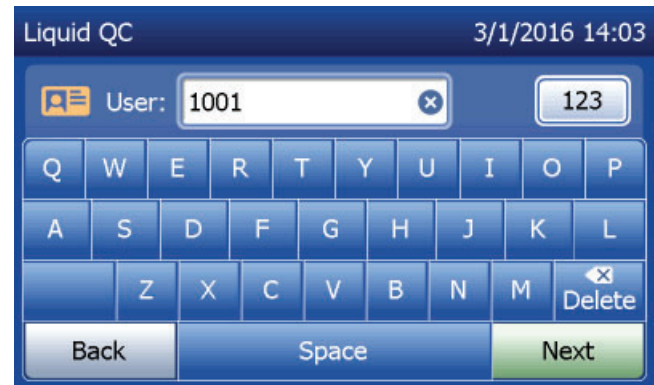 Liquid QC 3/1/2016 14:03
User: 1001 123
Q W E R T Y U I O P
A S D F G H J K L
Z X C V B N M Delete
Back Space Next